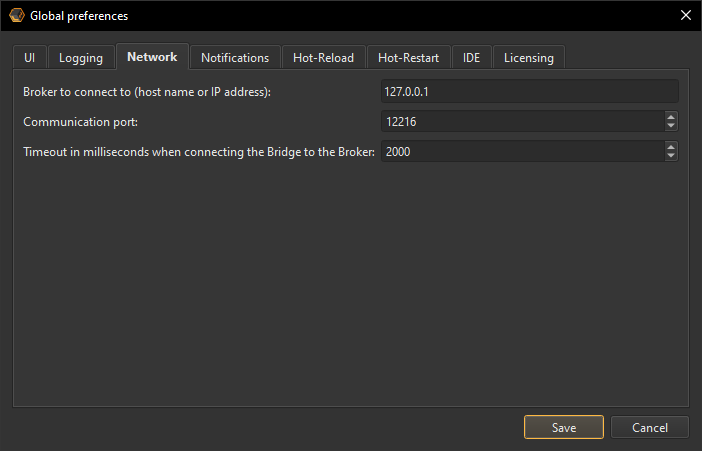 Global preferences
UI Logging Network Notifications Hot-Reload Hot-Restart IDE Licensing
Broker to connect to (host name or IP address): 127.0.0.1
Communication port: 12216
Timeout in milliseconds when connecting the Bridge to the Broker: 2000
Save Cancel